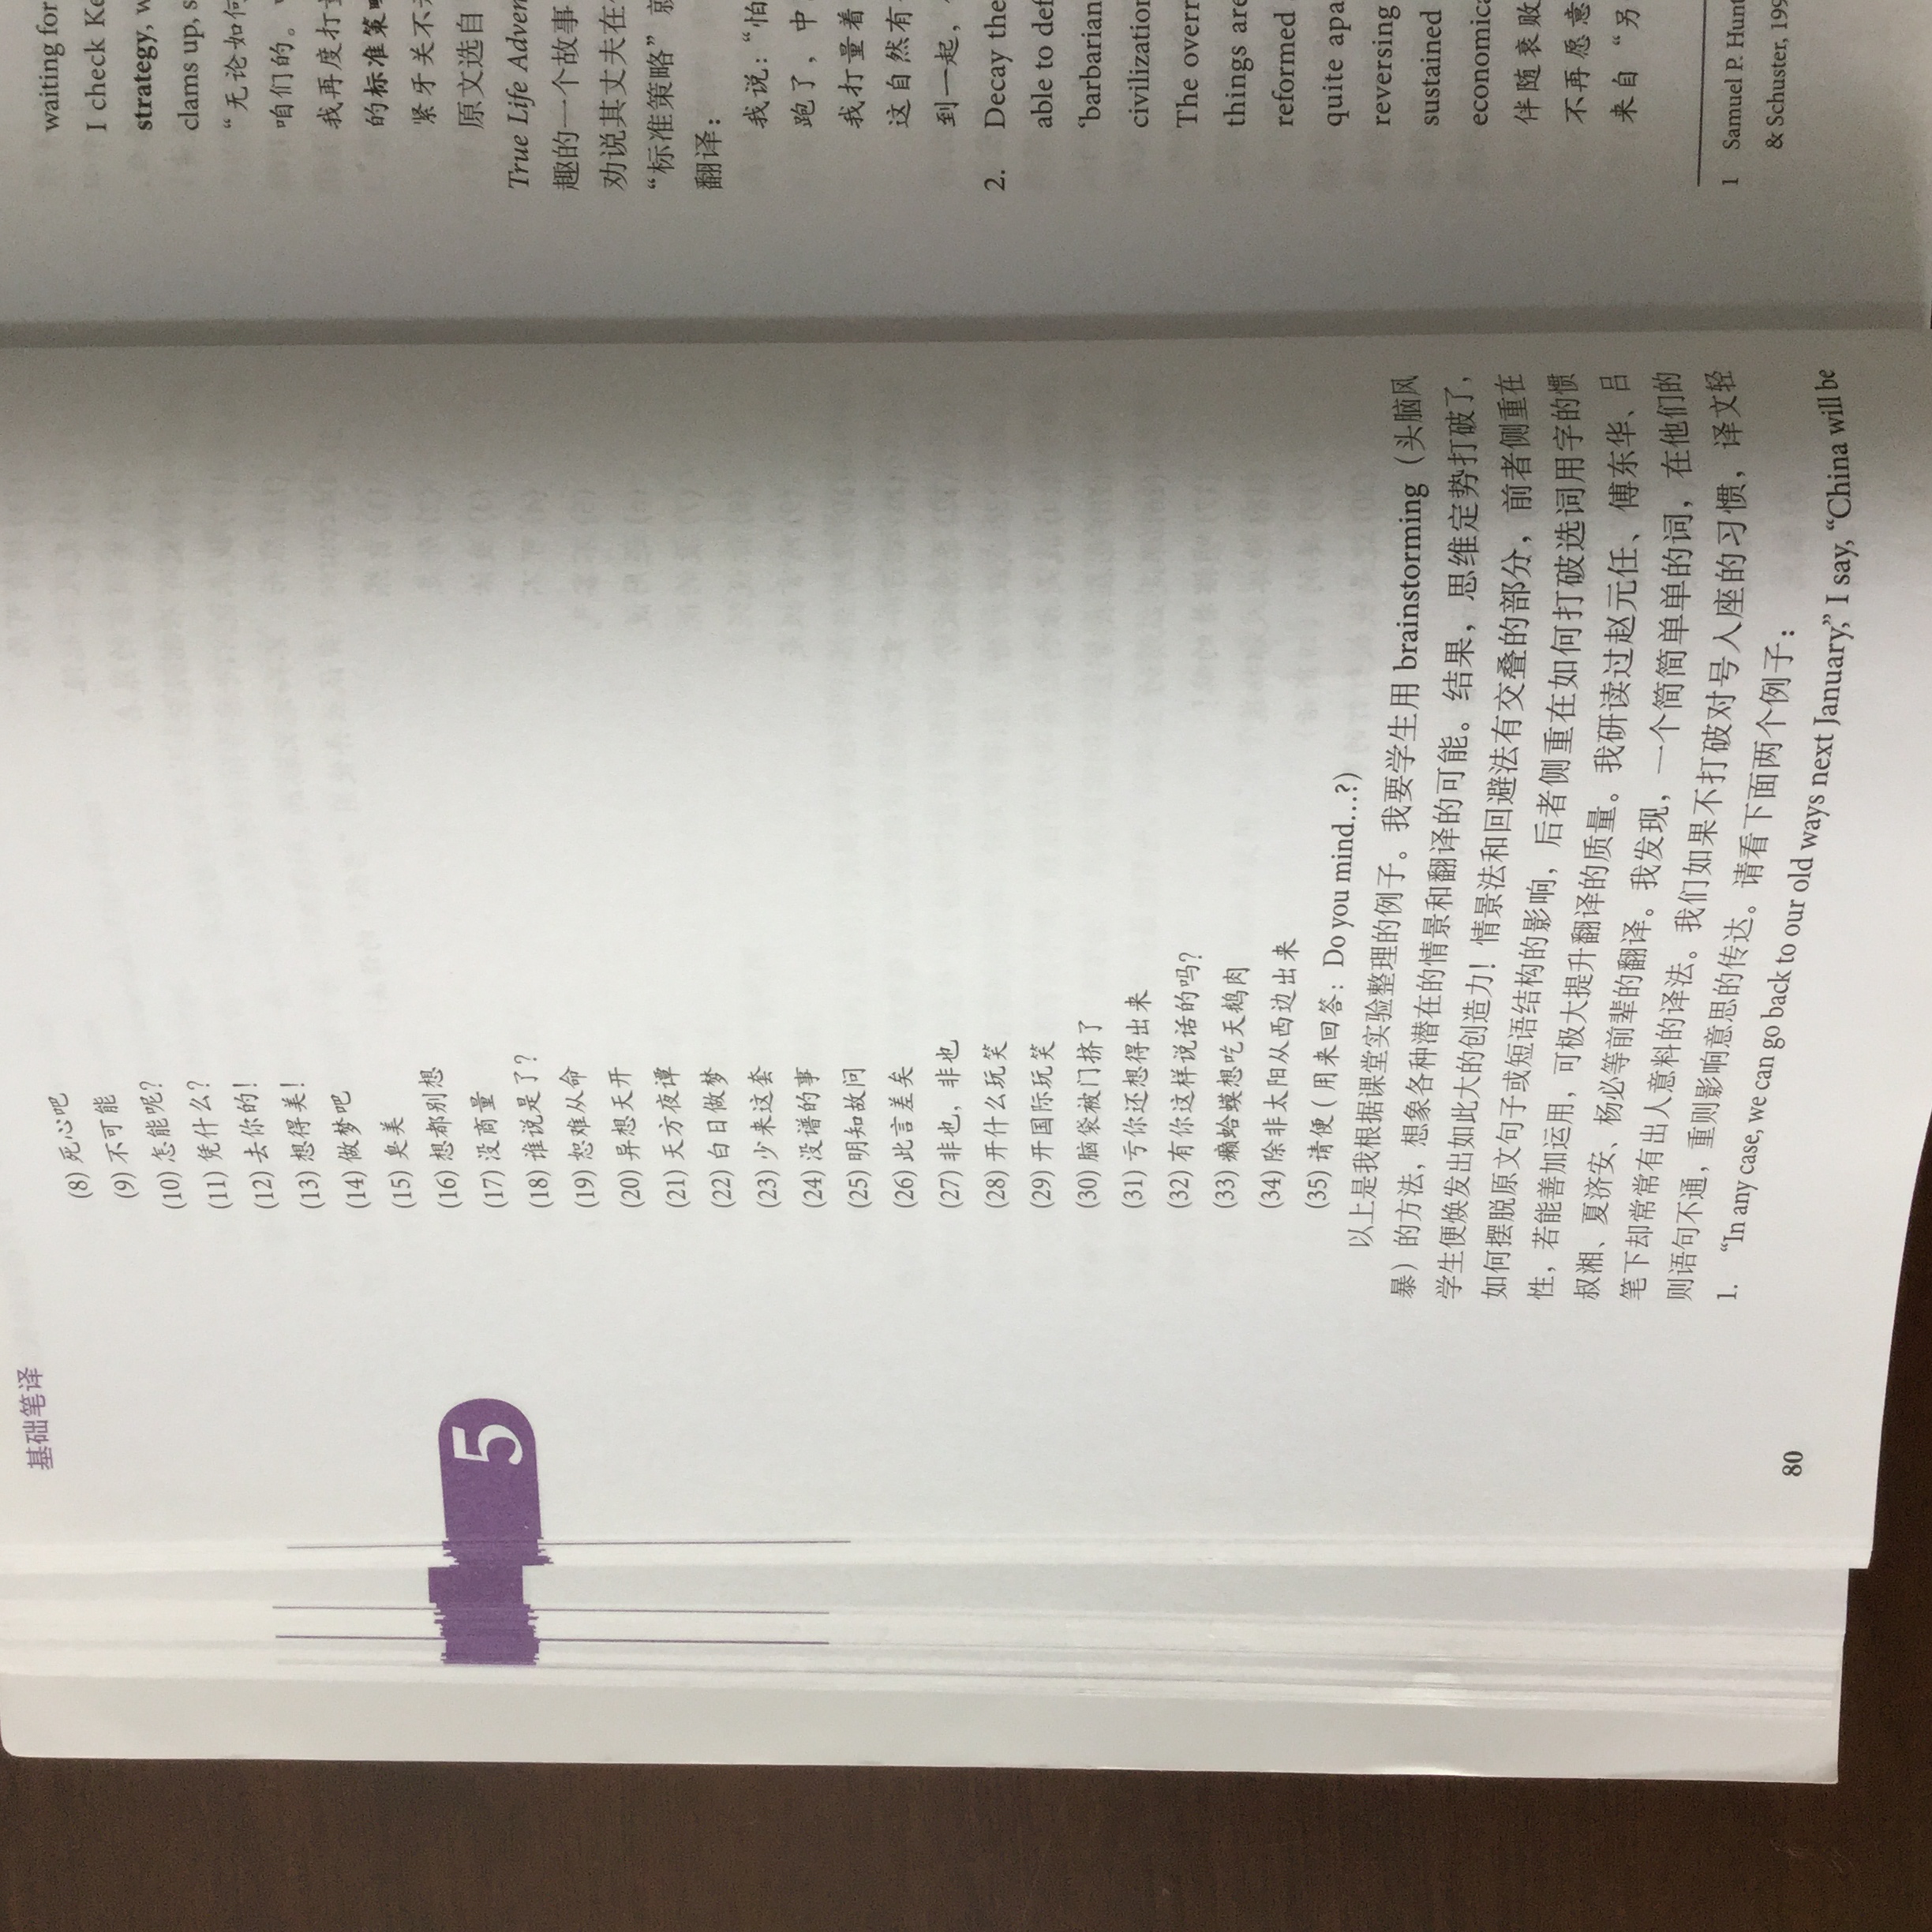 基础笔译
5
(8) 死心吧
(9) 不可能
(10) 怎能呢？
(11) 凭什么？
(12) 去你的！
(13) 想得美！
(14) 做梦吧
(15) 臭美
(16) 想都别想
(17) 没商量
(18) 谁说是了？
(19) 恕难从命
(20) 异想天开
(21) 天方夜谭
(22) 白日做梦
(23) 少来这套
(24) 没谱的事
(25) 明知故问
(26) 此言差矣
(27) 非也，非也
(28) 开什么玩笑
(29) 开国际玩笑
(30) 脑袋被门挤了
(31) 亏你还想得出来
(32) 有你这样说话的吗？
(33) 癞蛤蟆想吃天鹅肉
(34) 除非太阳从西边出来
(35) 请便（用来回答：Do you mind…?）
以上是我根据课堂实验整理的例子。我要学生用 brainstorming（头脑风
暴）的方法，想象各种潜在的情景和翻译的可能。结果，思维定势打破了，
学生便焕发出如此大的创造力！情景法和回避法有交叠的部分，前者侧重在
如何摆脱原文句子或短语结构的影响，后者侧重在如何打破选词用字的惯
性，若能善加运用，可极大提升翻译的质量。我研读过赵元任、傅东华、吕
叔湘、夏济安、杨必等前辈的翻译。我发现，一个简简单单的词，在他们的
笔下却常常有出人意料的译法。我们如果不打破对号入座的习惯，译文轻
则语句不通，重则影响意思的传达。请看下面两个例子：
1. “In any case, we can go back to our old ways next January,” I say, “China will be
80
waiting for
I check Ke
strategy, w
clams up, s
“无论如何
咱们的。
我再度打
的标准策略
紧牙关不
原文选自
True Life Adven
趣的一个故事
劝说其丈夫在
“标准策略”就
翻译：
我说：“怕
跑了，中
我打量着
这自然有
到一起，
2. Decay the
able to def
‘barbarian
civilization
The overr
things are
reformed
quite apa
reversing
sustained
economica
伴随衰败
不再愿意
来自“另
1 Samuel P. Hunt
& Schuster, 199